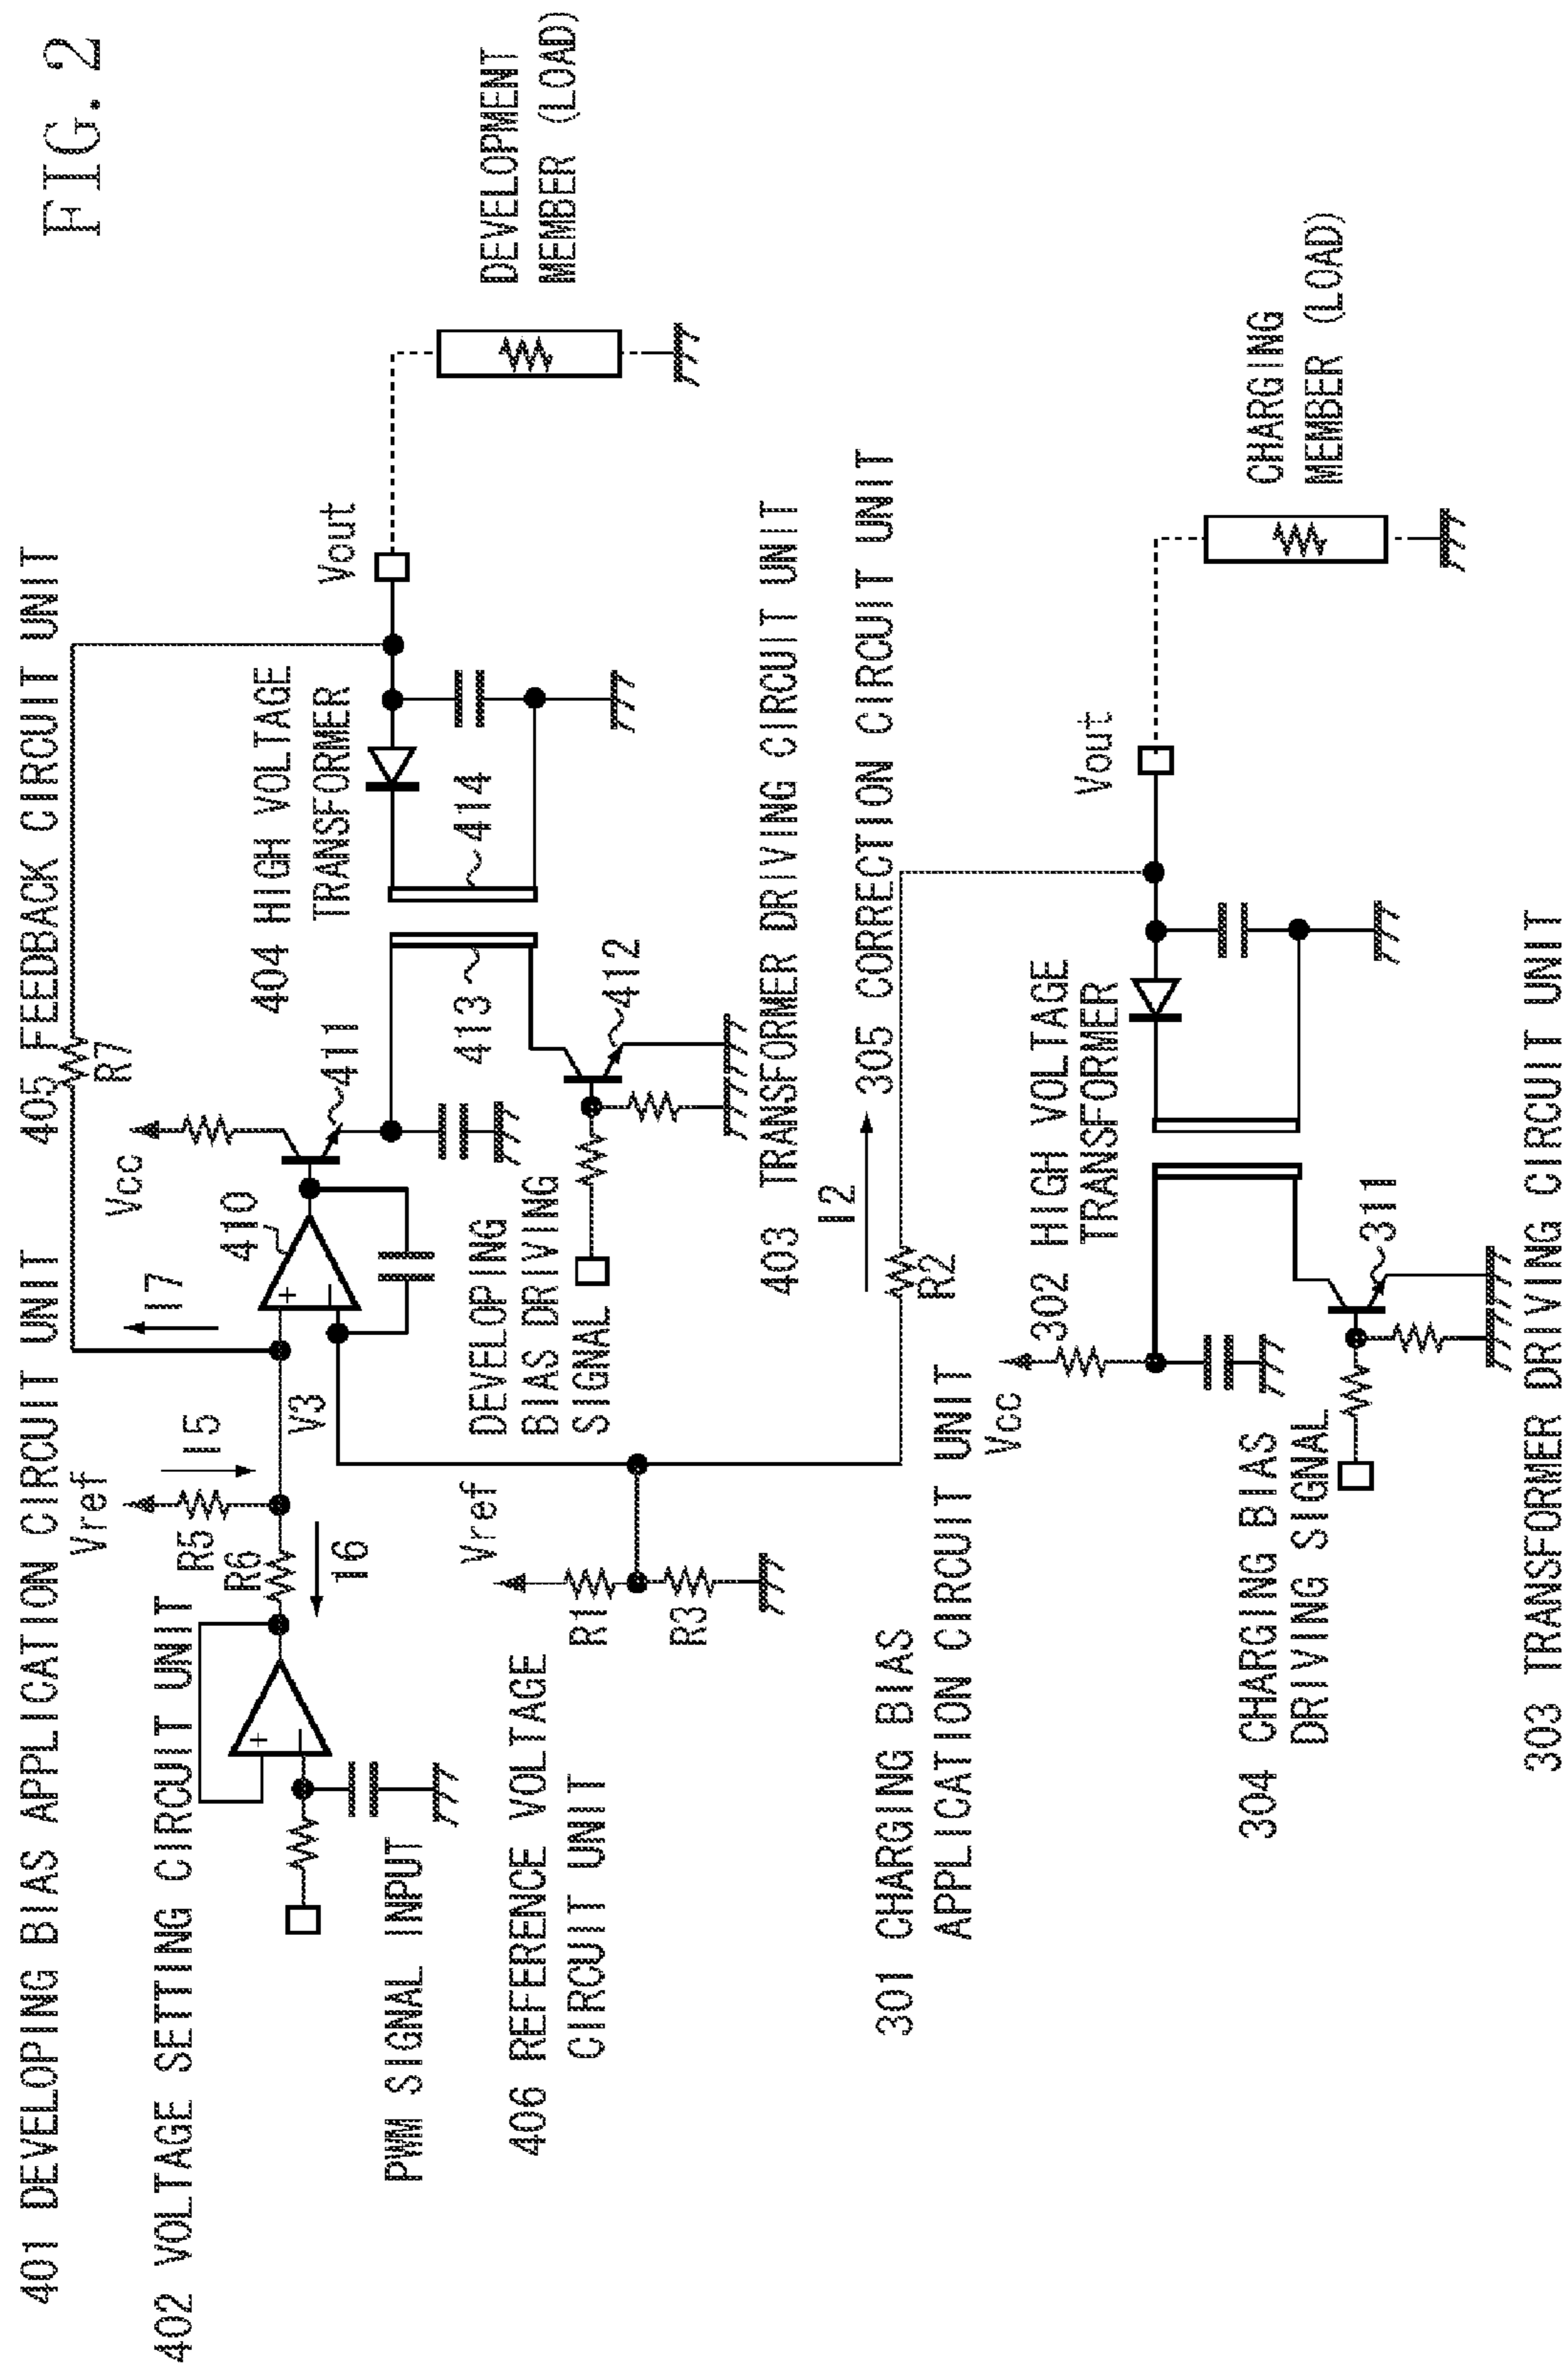 FIG. 2
401 DEVELOPING BIAS APPLICATION CIRCUIT UNIT
405 FEEDBACK CIRCUIT UNIT
R7
402 VOLTAGE SETTING CIRCUIT UNIT
Vref
I5
I7
Vcc
R5
R6
I6
V3
+
−
410
+
−
411
404 HIGH VOLTAGE
TRANSFORMER
413
414
412
Vout
DEVELOPMENT
MEMBER (LOAD)
PWM SIGNAL INPUT
DEVELOPING
BIAS DRIVING
SIGNAL
406 REFERENCE VOLTAGE
CIRCUIT UNIT
Vref
R1
R3
403 TRANSFORMER DRIVING CIRCUIT UNIT
I2
305 CORRECTION CIRCUIT UNIT
R2
301 CHARGING BIAS
APPLICATION CIRCUIT UNIT
Vcc
302 HIGH VOLTAGE
TRANSFORMER
311
Vout
CHARGING
MEMBER (LOAD)
304 CHARGING BIAS
DRIVING SIGNAL
303 TRANSFORMER DRIVING CIRCUIT UNIT